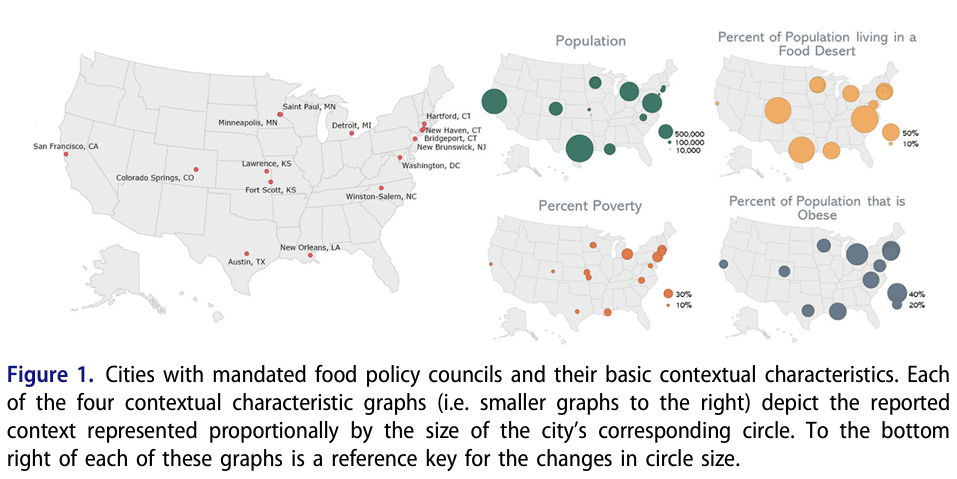 Saint Paul, MN
Minneapolis, MN
Detroit, MI
Hartford, CT
New Haven, CT
Bridgeport, CT
New Brunswick, NJ
Washington, DC
San Francisco, CA
Colorado Springs, CO
Lawrence, KS
Fort Scott, KS
Winston-Salem, NC
New Orleans, LA
Austin, TX
Population
500,000
100,000
10,000
Percent of Population living in a
Food Desert
50%
10%
Percent Poverty
30%
10%
Percent of Population that is
Obese
40%
20%
Figure 1. Cities with mandated food policy councils and their basic contextual characteristics. Each
of the four contextual characteristic graphs (i.e. smaller graphs to the right) depict the reported
context represented proportionally by the size of the city's corresponding circle. To the bottom
right of each of these graphs is a reference key for the changes in circle size.